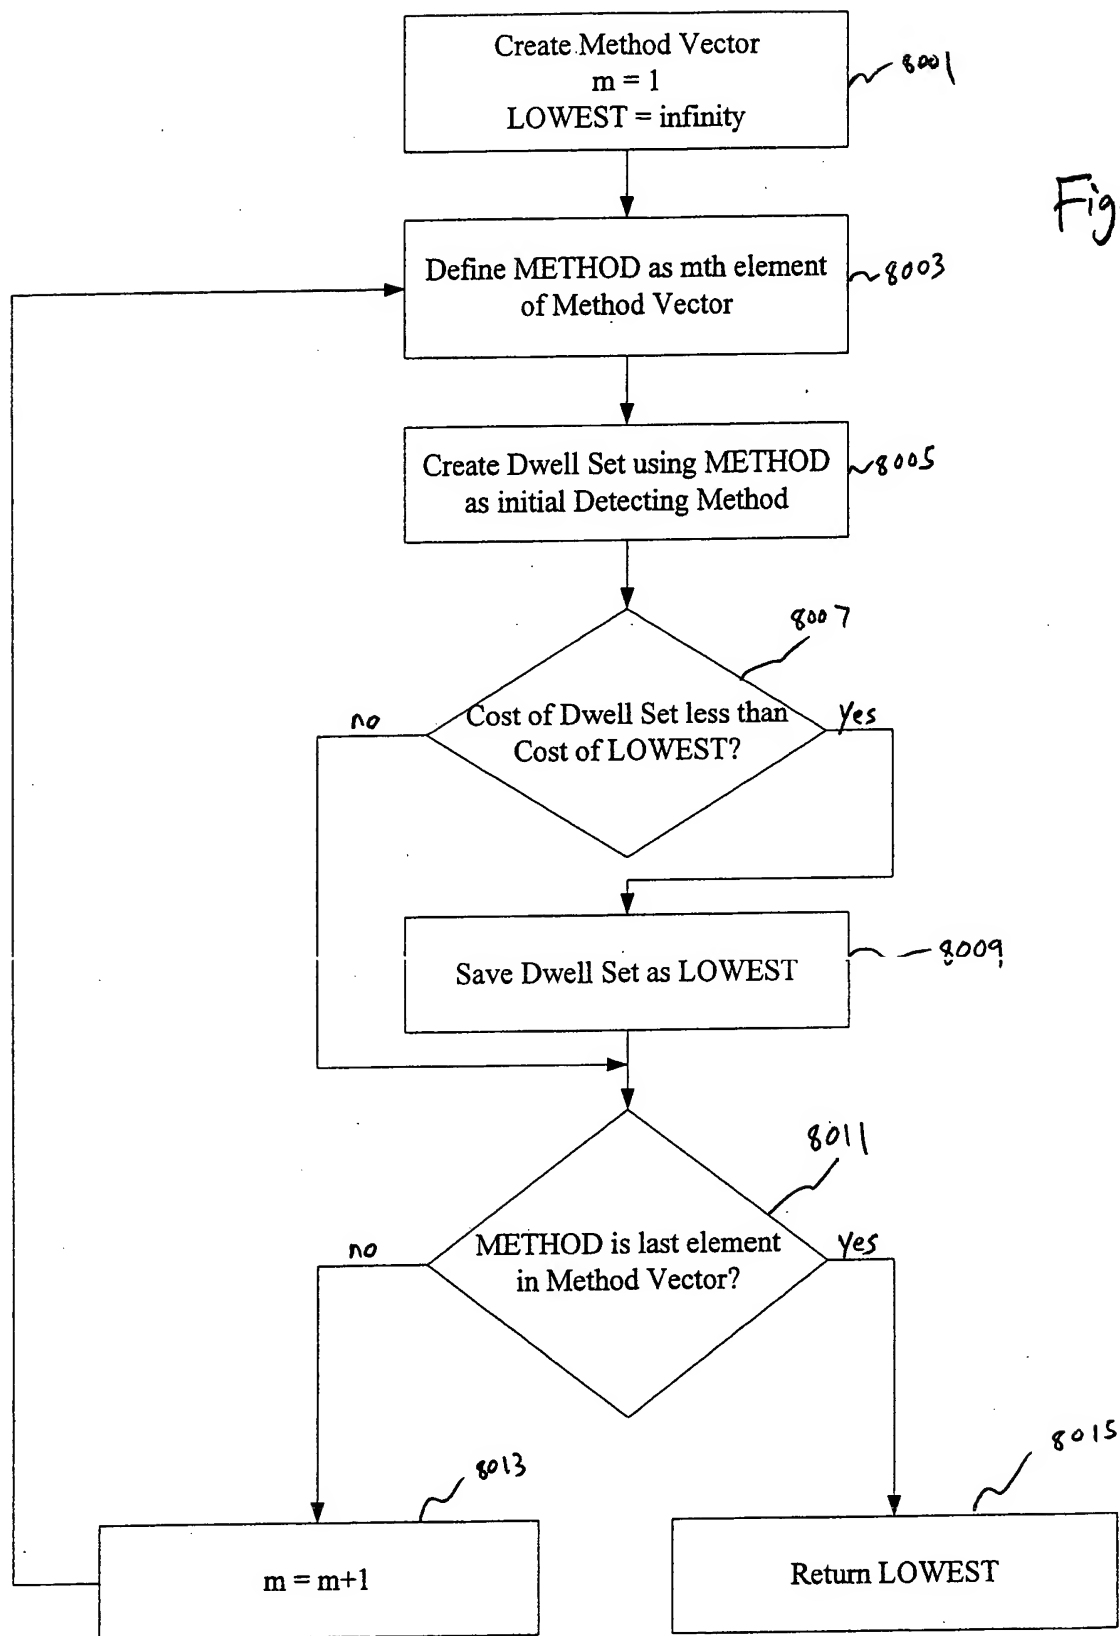 Create Method Vector
m = 1
LOWEST = infinity
8001
Fig
Define METHOD as mth element
of Method Vector
8003
Create Dwell Set using METHOD
as initial Detecting Method
8005
8007
no
Cost of Dwell Set less than
Cost of LOWEST?
Yes
Save Dwell Set as LOWEST
8009
8011
no
METHOD is last element
in Method Vector?
Yes
8013
8015
m = m+1
Return LOWEST